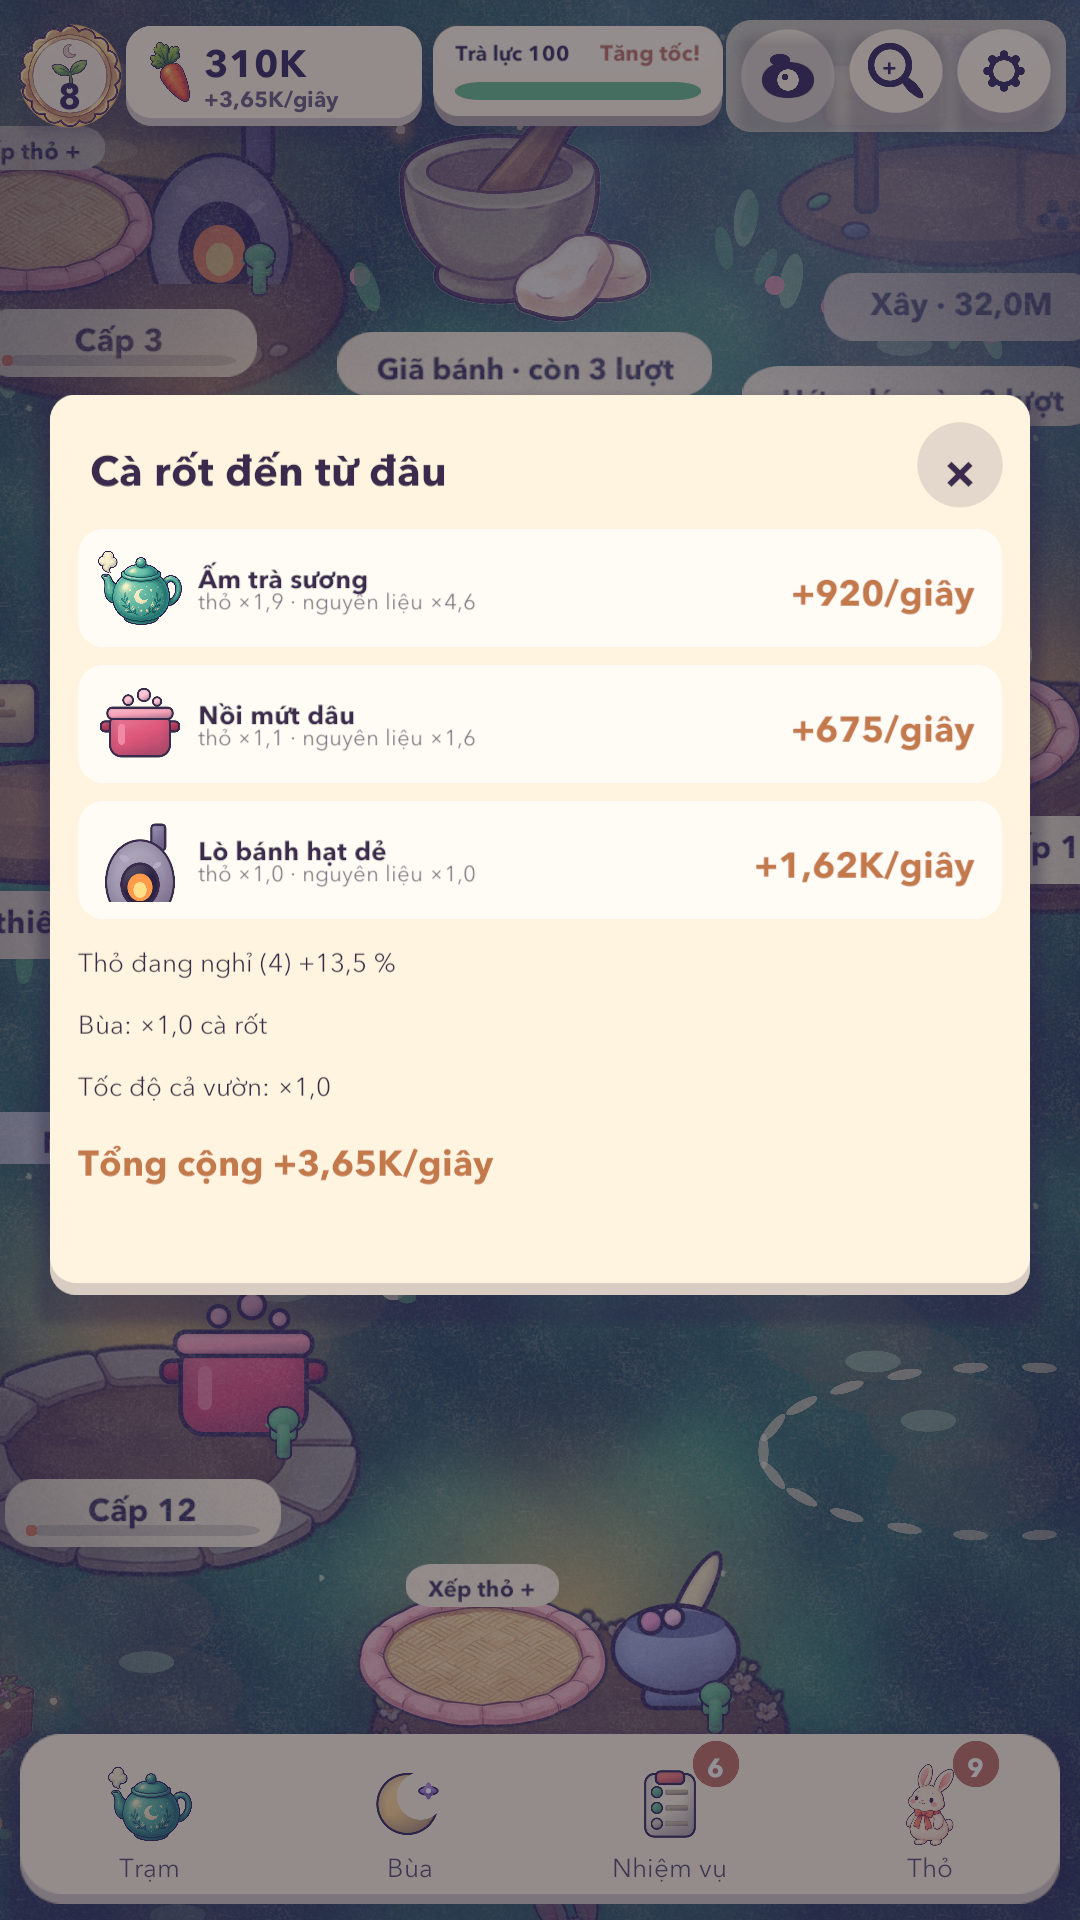 8
310K
+3,65K/giây
Trà lực 100
Tăng tốc!
p thỏ +
Cấp 3
Giã bánh · còn 3 lượt
Xây · 32,0M
lượt
Cà rốt đến từ đâu
Ấm trà sương
thỏ ×1,9 · nguyên liệu ×4,6
+920/giây
Nồi mứt dâu
thỏ ×1,1 · nguyên liệu ×1,6
+675/giây
Lò bánh hạt dẻ
thỏ ×1,0 · nguyên liệu ×1,0
+1,62K/giây
p 1
thiê
Thỏ đang nghỉ (4) +13,5 %
Bùa: ×1,0 cà rốt
Tốc độ cả vườn: ×1,0
Tổng cộng +3,65K/giây
Cấp 12
Xếp thỏ +
6
9
Trạm
Bùa
Nhiệm vụ
Thỏ